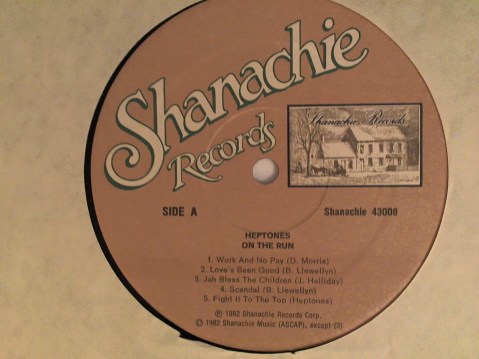 Shanachie
Records
Shanachie Records
SIDE A
Shanachie 43008
HEPTONES
ON THE RUN
1. Work And No Pay (D. Morris)
2. Love's Been Good (B. Llewellyn)
3. Jah Bless The Children (J. Halliday)
4. Scandal (B. Llewellyn)
5. Fight It To The Top (Heptones)
℗ 1982 Shanachie Records Corp.
© 1982 Shanachie Music (ASCAP), except (3)